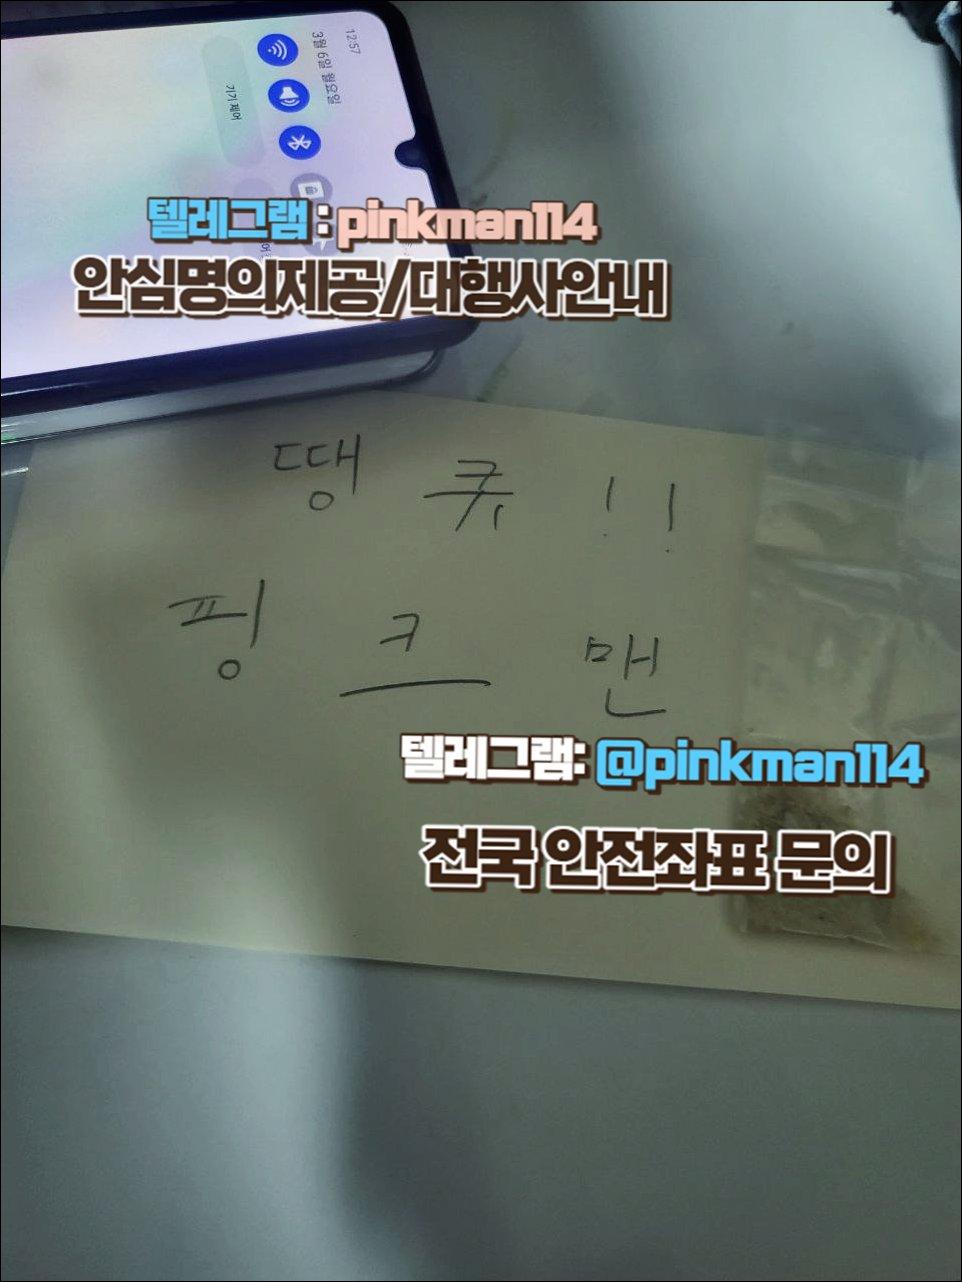 12:57
3월 6일 월요일
기기 제어
텔레그램 : pinkman114
안심명의제공/대행사안내
땡큐!!
핑크맨
텔레그램: @pinkman114
전국 안전좌표 문의